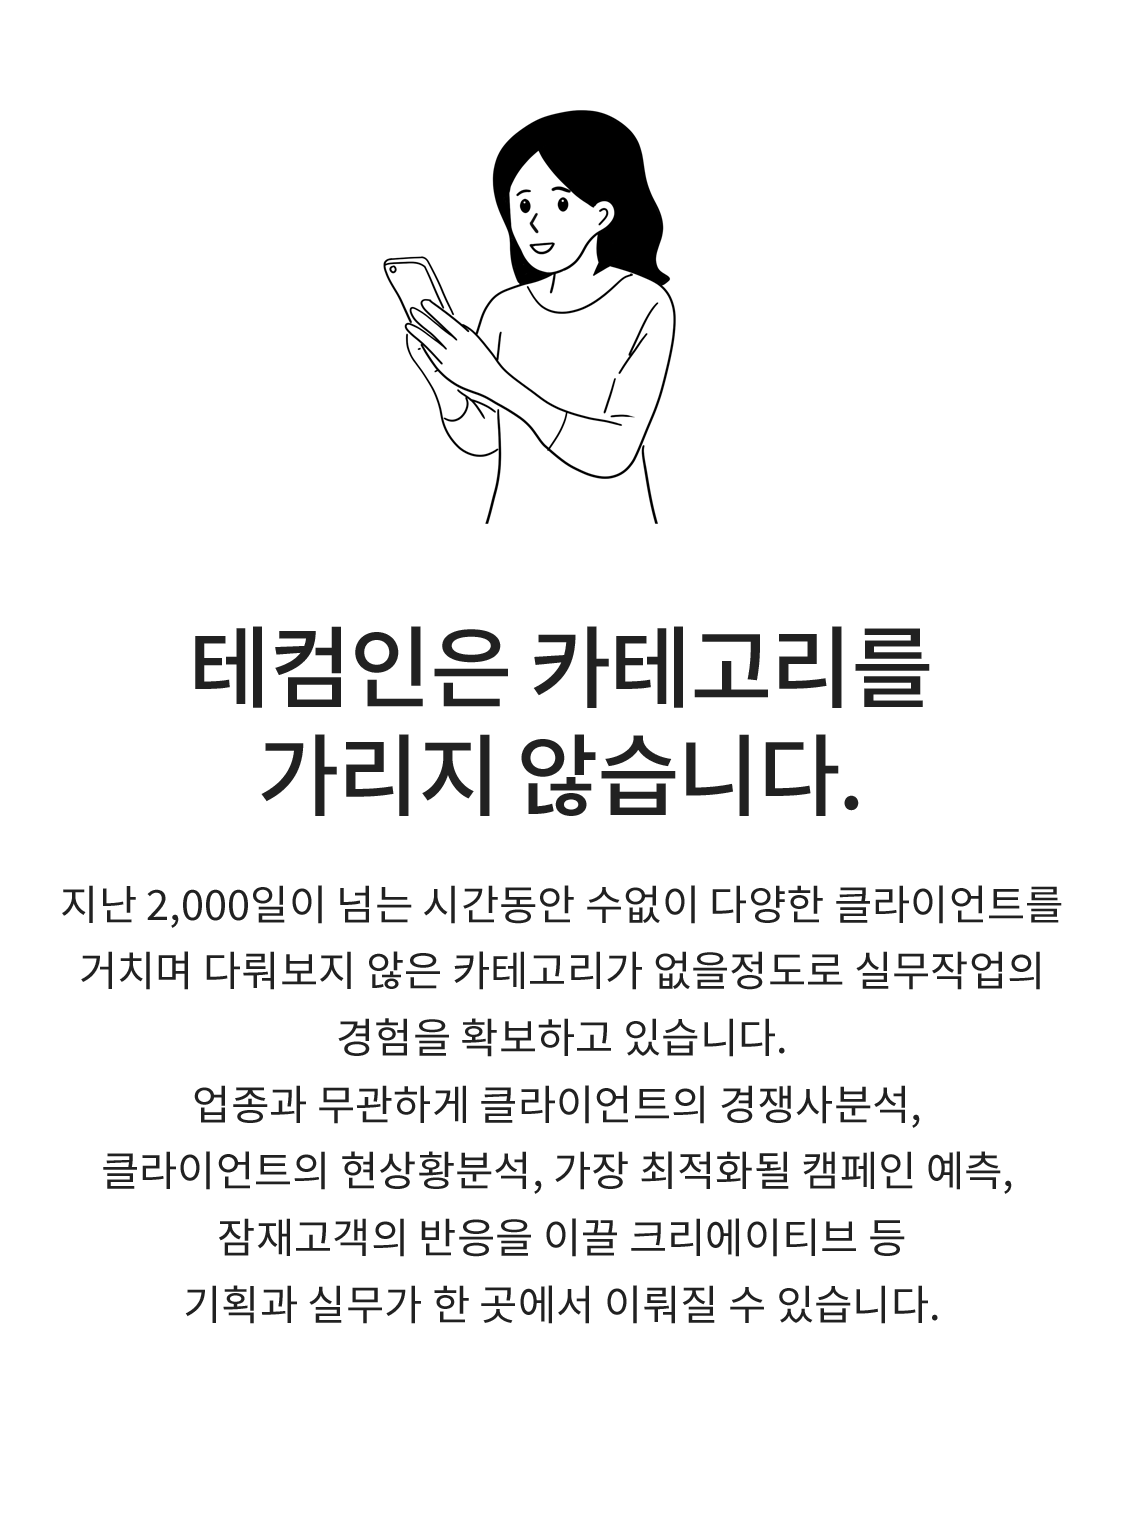 테컴인은 카테고리를
가리지 않습니다.
지난 2,000일이 넘는 시간동안 수없이 다양한 클라이언트를
거치며 다뤄보지 않은 카테고리가 없을정도로 실무작업의
경험을 확보하고 있습니다.
업종과 무관하게 클라이언트의 경쟁사분석,
클라이언트의 현상황분석, 가장 최적화될 캠페인 예측,
잠재고객의 반응을 이끌 크리에이티브 등
기획과 실무가 한 곳에서 이뤄질 수 있습니다.